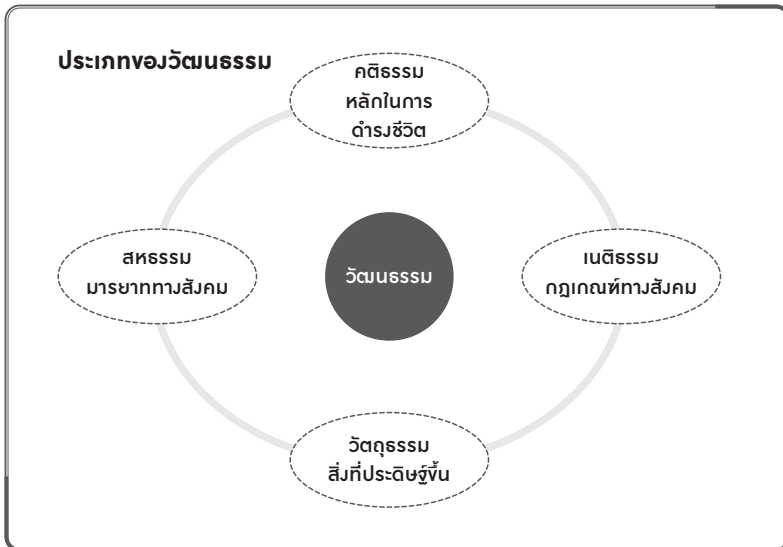 ประเภทของวัฒนธรรม
คติธรรม
หลักในการ
ดำรงชีวิต
สหธรรม
มารยาททางสังคม
วัฒนธรรม
เนติธรรม
กฎเกณฑ์ทางสังคม
วัตถุธรรม
สิ่งที่ประดิษฐ์ขึ้น